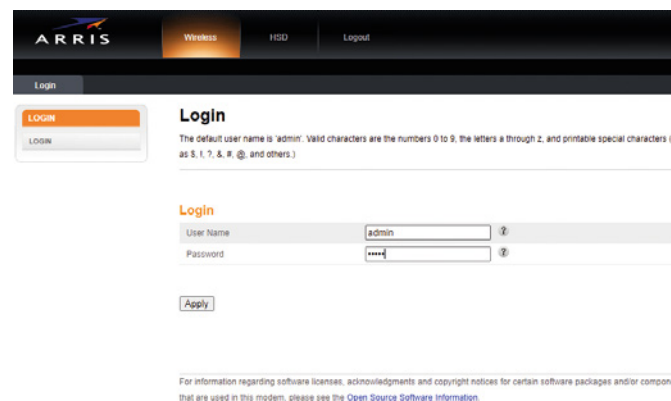 ARRIS
Wireless HSD Logout
Login
LOGIN
LOGIN
Login
The default user name is 'admin'. Valid characters are the numbers 0 to 9, the letters a through z, and printable special characters (
as $, !, ?, &, #, @, and others.)
Login
User Name admin ?
Password •••••  ?
Apply
For information regarding software licenses, acknowledgments and copyright notices for certain software packages and/or compon
that are used in this modem, please see the Open Source Software Information.